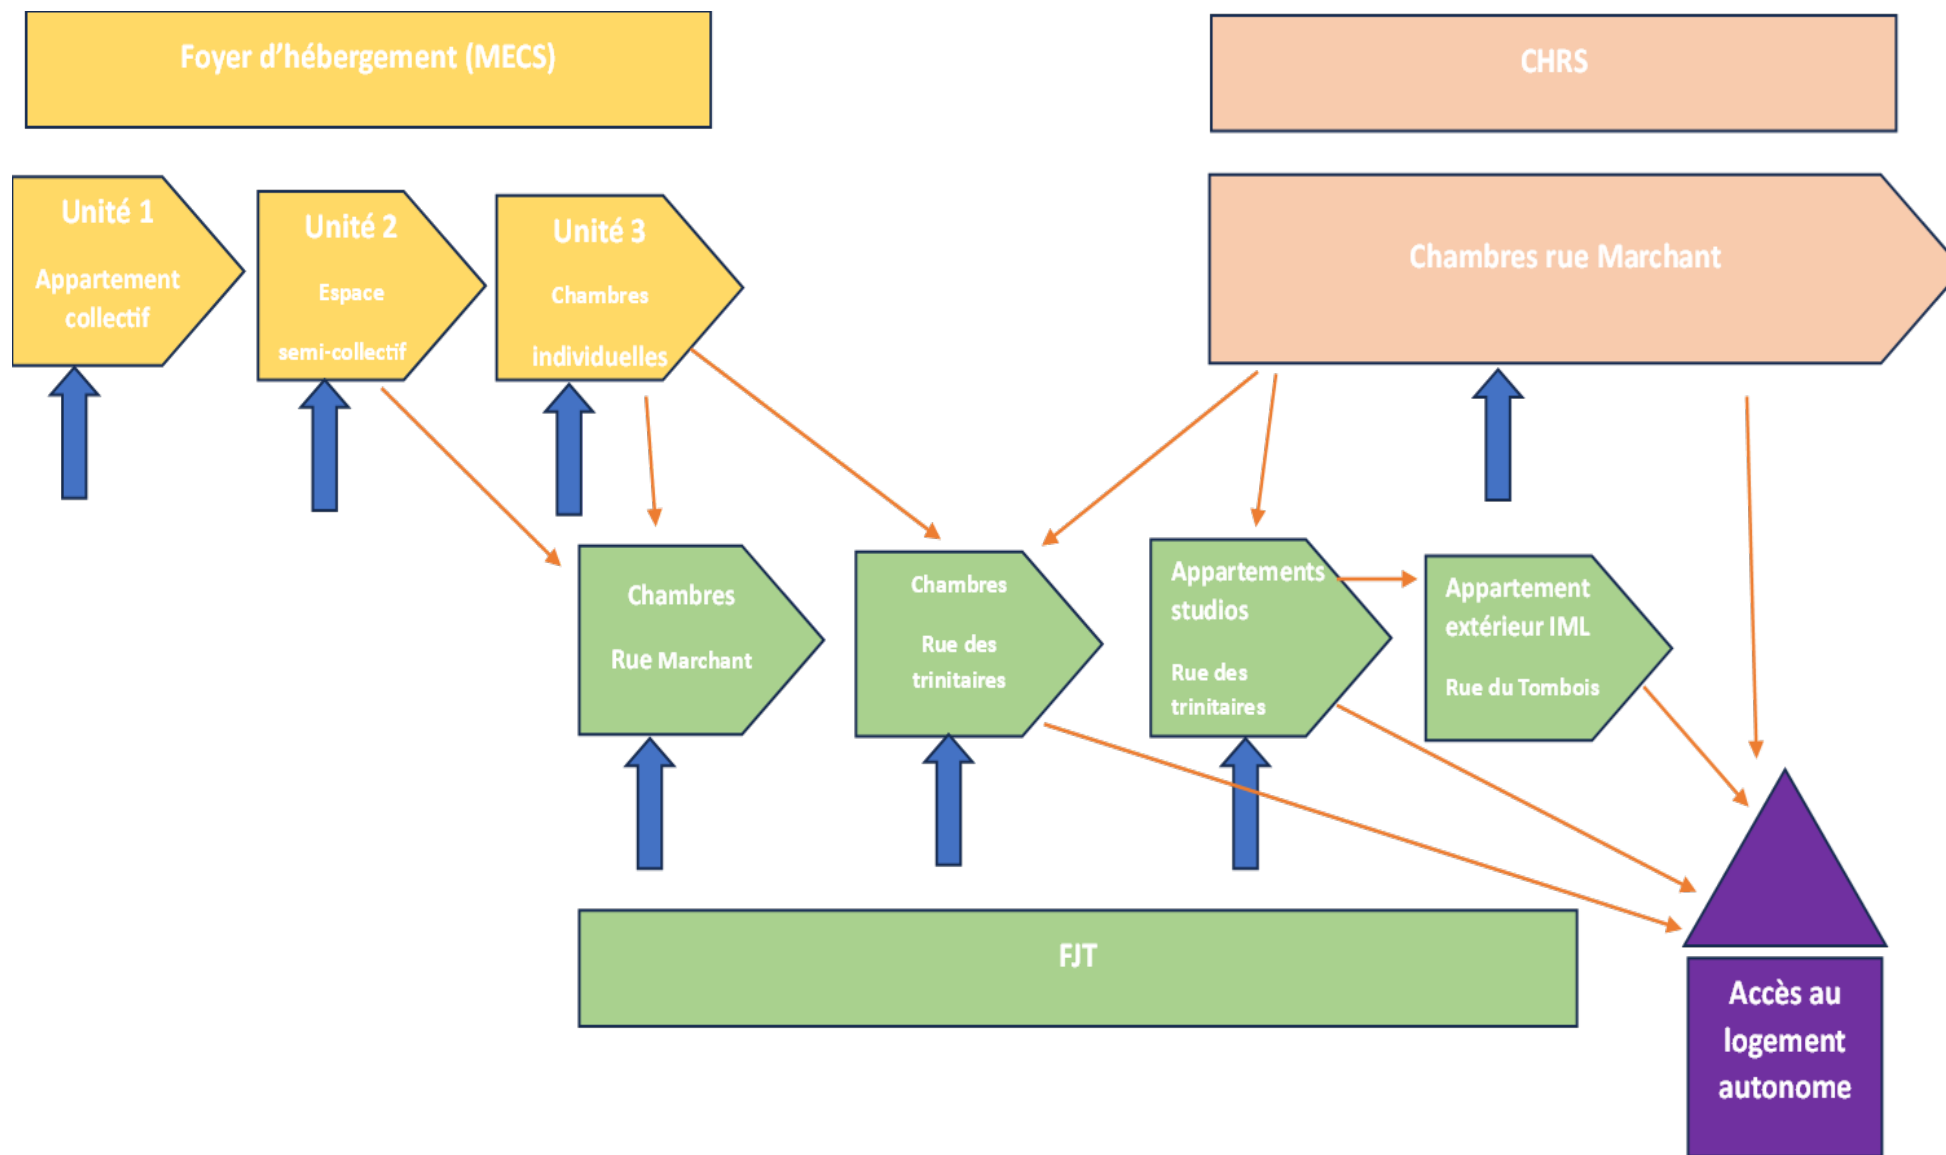 Foyer d'hébergement (MECS)
CHRS
Unité 1
Appartement
collectif
Unité 2
Espace
semi-collectif
Unité 3
Chambres
individuelles
Chambres rue Marchant
Chambres
Rue Marchant
Chambres
Rue des
trinitaires
Appartements
studios
Rue des
trinitaires
Appartement
extérieur IML
Rue du Tombois
FJT
Accès au
logement
autonome